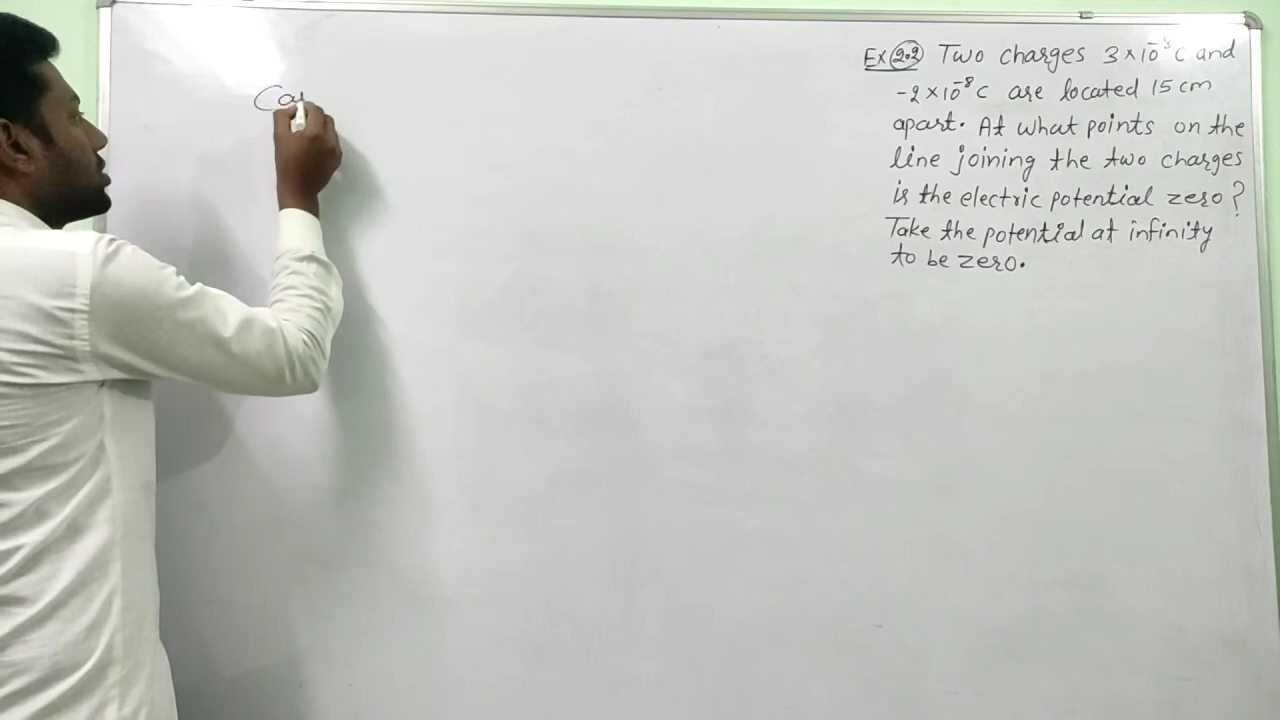 Ca
EX 2.2 Two charges 3×10⁻⁸C and
-2×10⁻⁸C are located 15 cm
apart. At what points on the
line joining the two charges
is the electric potential zero?
Take the potential at infinity
to be zero.